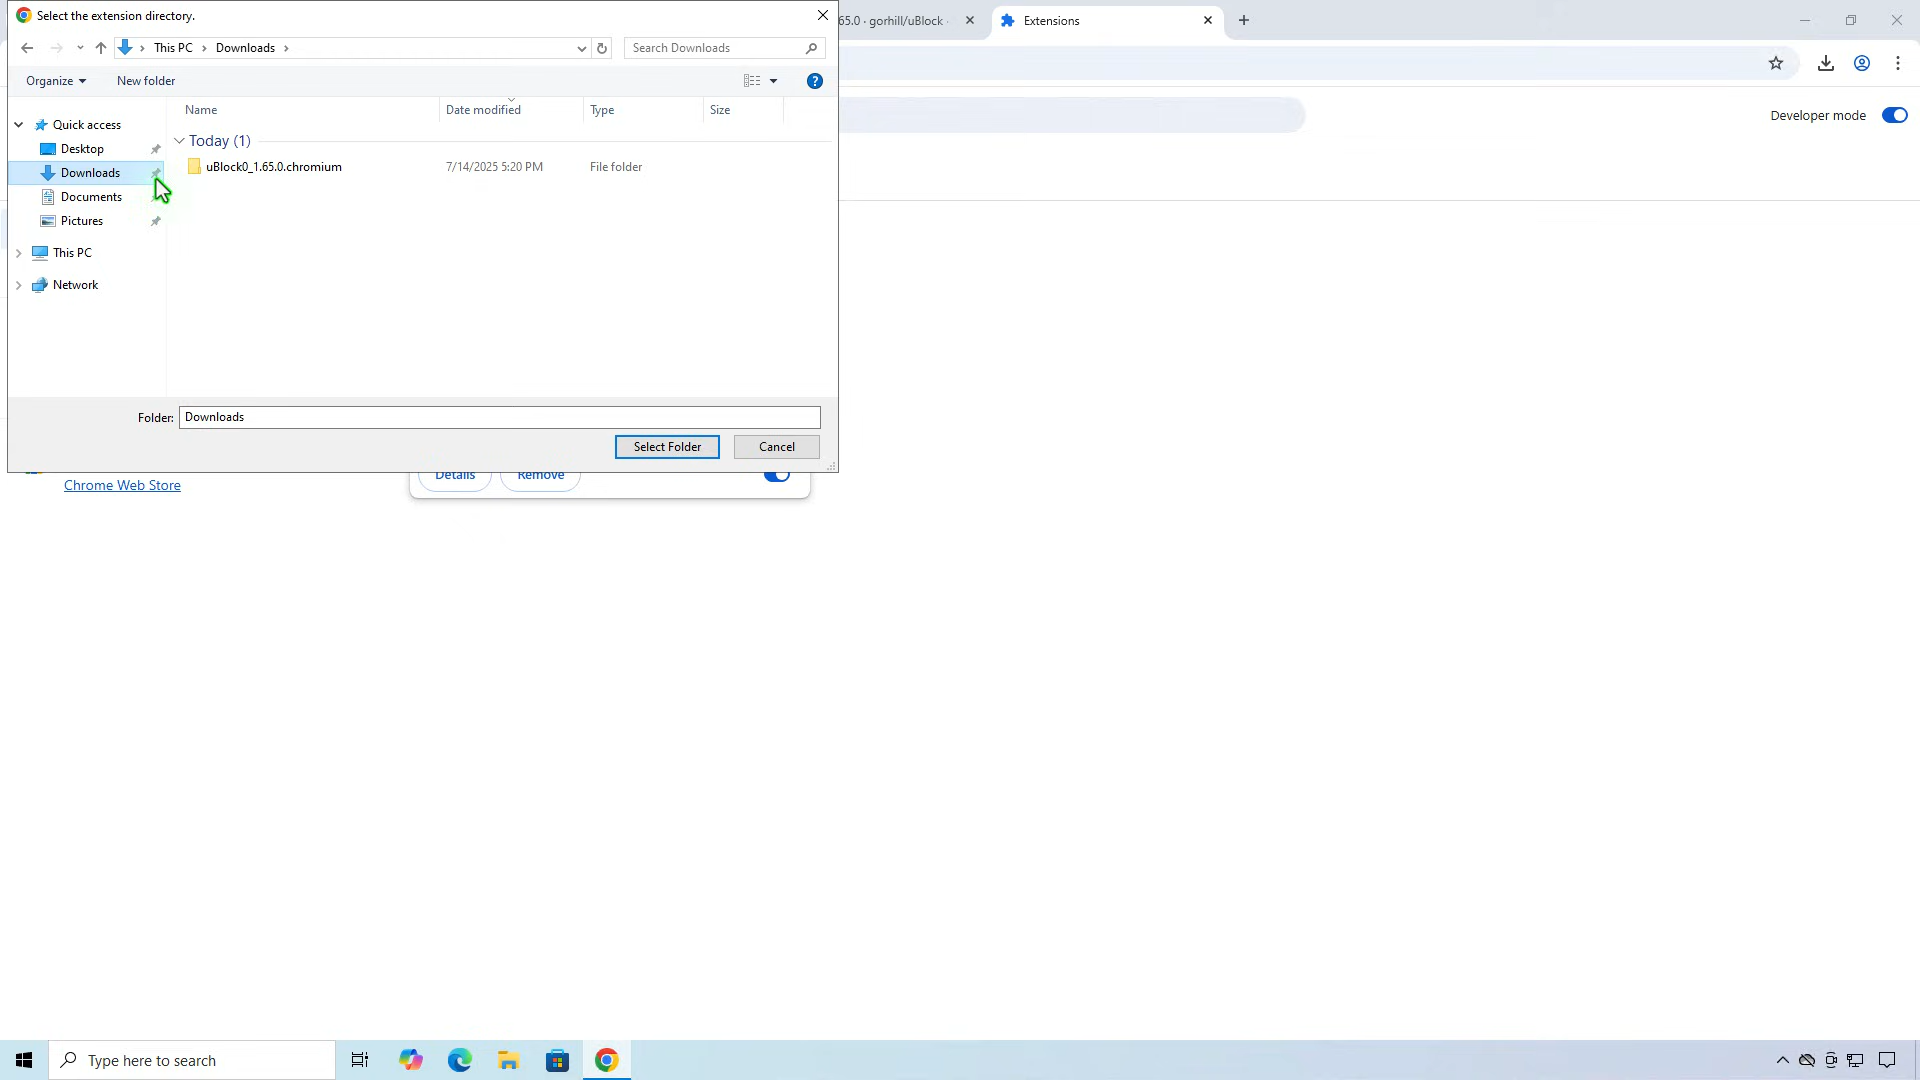 Select the extension directory.
65.0 · gorhill/uBlock
Extensions
This PC
Downloads
Search Downloads
Organize
New folder
Developer mode
Name
Date modified
Type
Size
Quick access
Desktop
Downloads
Documents
Pictures
This PC
Network
Today (1)
uBlock0_1.65.0.chromium
7/14/2025 5:20 PM
File folder
Folder:
Downloads
Select Folder
Cancel
Details
Remove
Chrome Web Store
Type here to search